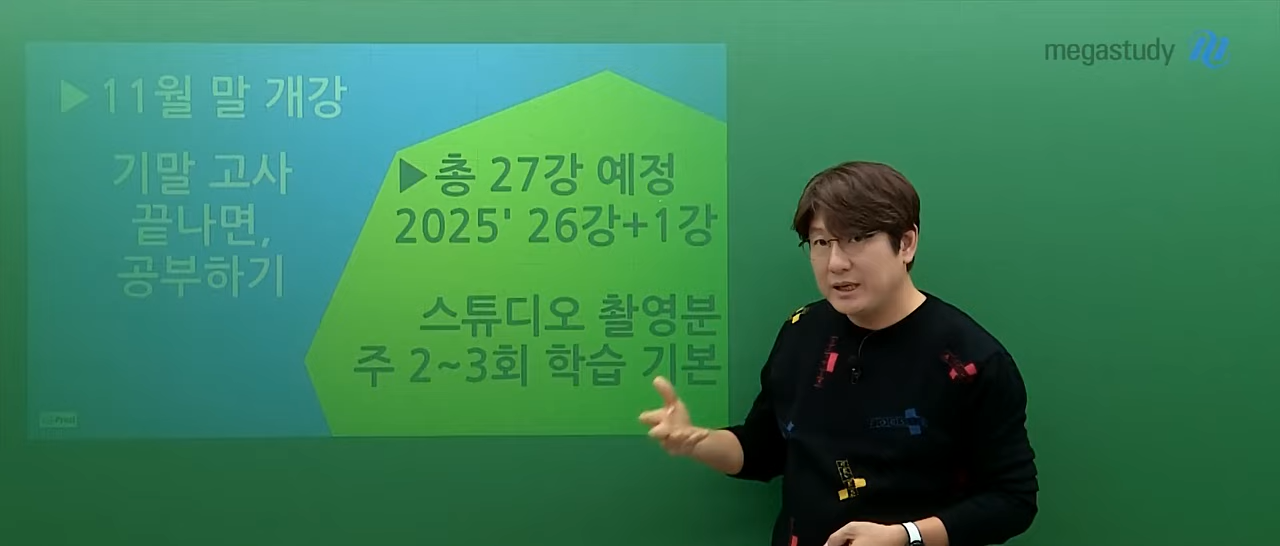 megastudy
▶11월 말 개강
기말 고사
끝나면,
공부하기
▶총 27강 예정
2025' 26강+1강
스튜디오 촬영분
주 2~3회 학습 기본